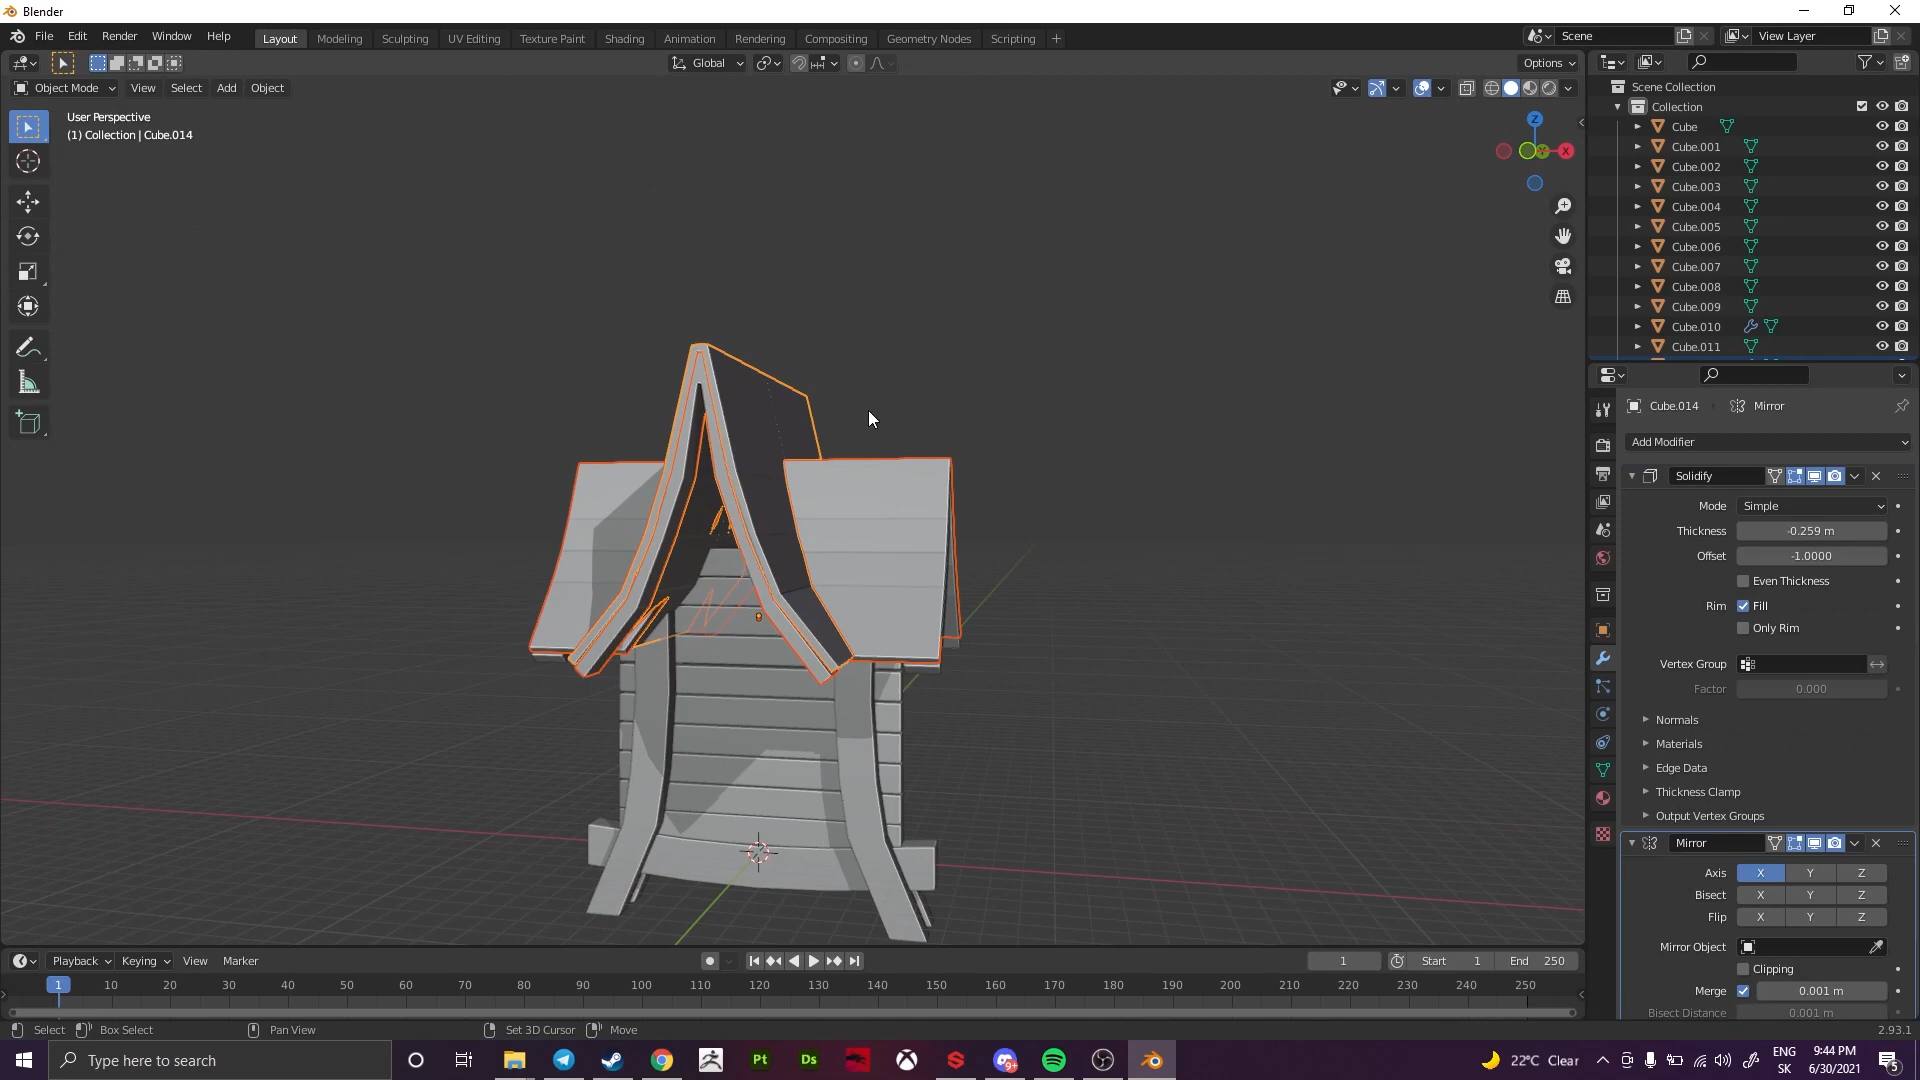 Blender
File Edit Render Window Help
Layout Modeling Sculpting UV Editing Texture Paint Shading Animation Rendering Compositing Geometry Nodes Scripting +
Scene
View Layer
Global
Options
Object Mode View Select Add Object
User Perspective
(1) Collection | Cube.014
Z
X
Scene Collection
Collection
Cube
Cube.001
Cube.002
Cube.003
Cube.004
Cube.005
Cube.006
Cube.007
Cube.008
Cube.009
Cube.010
Cube.011
Cube.014 Mirror
Add Modifier
Solidify
Mode Simple
Thickness -0.259 m
Offset -1.0000
Even Thickness
Rim Fill
Only Rim
Vertex Group
Factor 0.000
Normals
Materials
Edge Data
Thickness Clamp
Output Vertex Groups
Mirror
Axis X Y Z
Bisect X Y Z
Flip X Y Z
Mirror Object
Clipping
Merge 0.001 m
Bisect Distance 0.001 m
Playback Keying View Marker
1
Start 1
End 250
1 10 20 30 40 50 60 70 80 90 100 110 120 130 140 150 160 170 180 190 200 210 220 230 240 250
Select Box Select Pan View Set 3D Cursor Move
2.93.1
Type here to search
Pt
Ds
9+
22°C Clear
ENG
SK
9:44 PM
6/30/2021
5